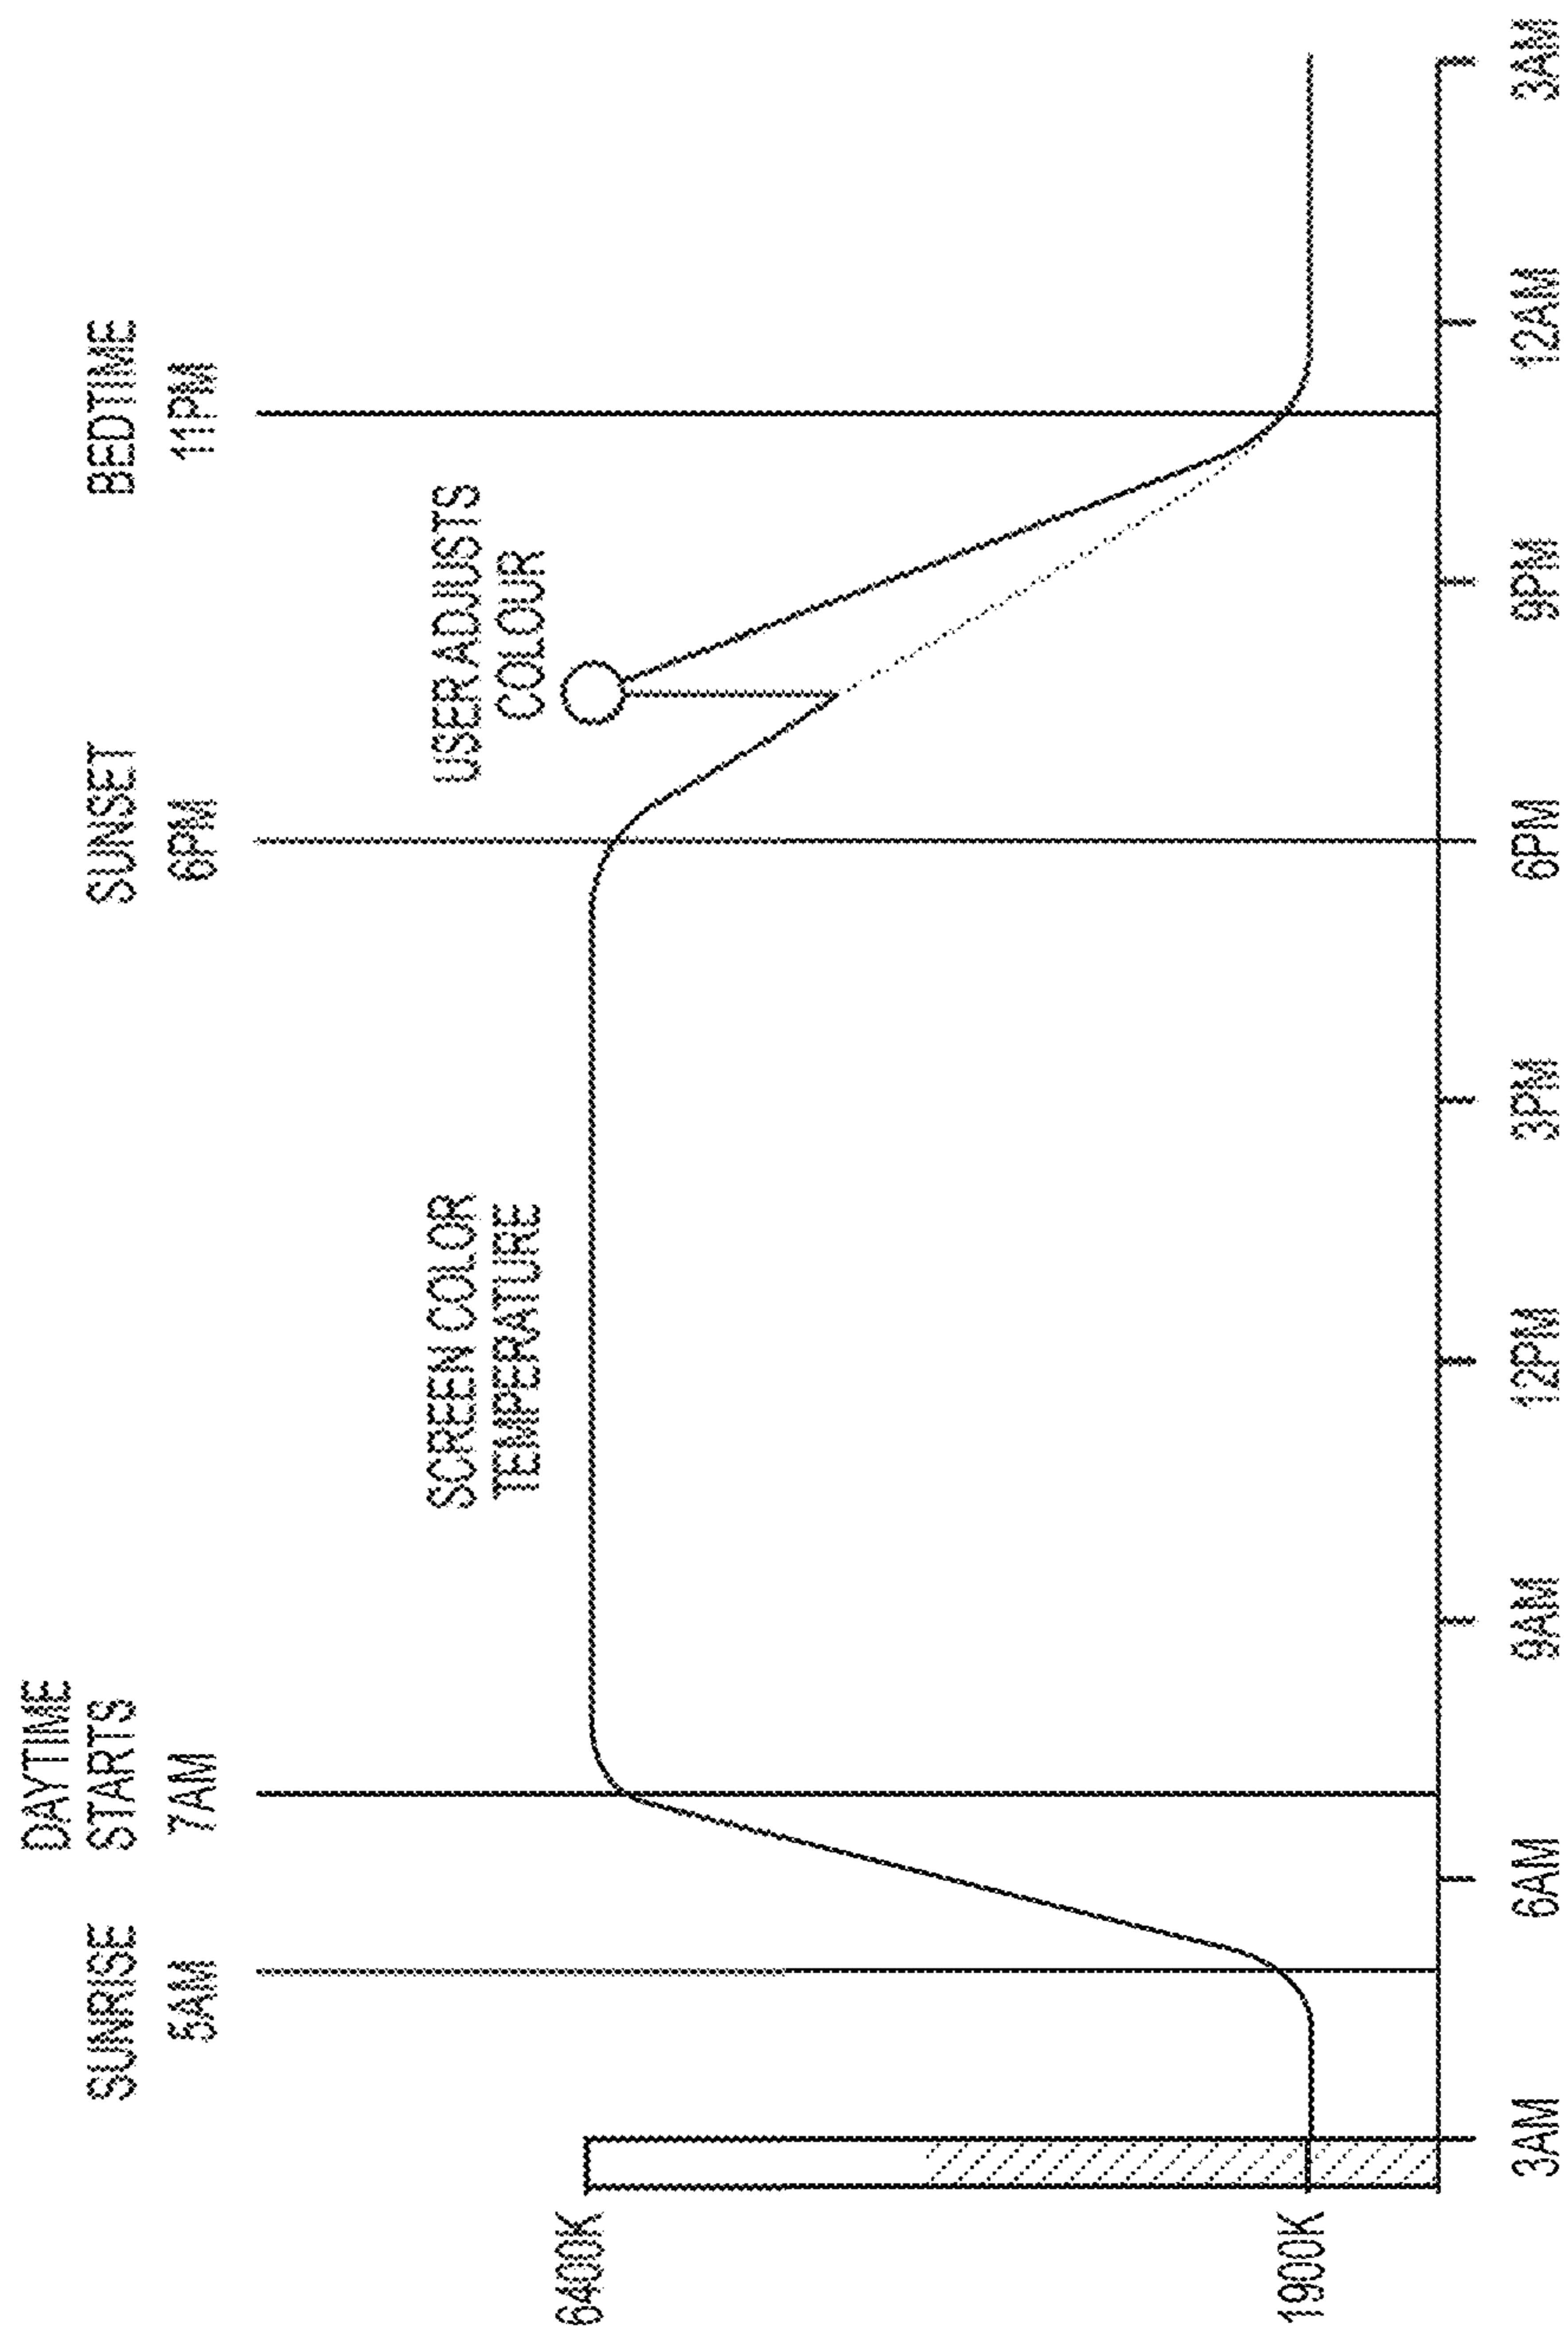 DAYTIME
SUNRISE STARTS SUNSET BEDTIME
5AM 7AM 6PM 11PM
SCREEN COLOR
TEMPERATURE
USER ADJUSTS
COLOUR
6400K
1900K
3AM 6AM 9AM 12PM 3PM 6PM 9PM 12AM 3AM